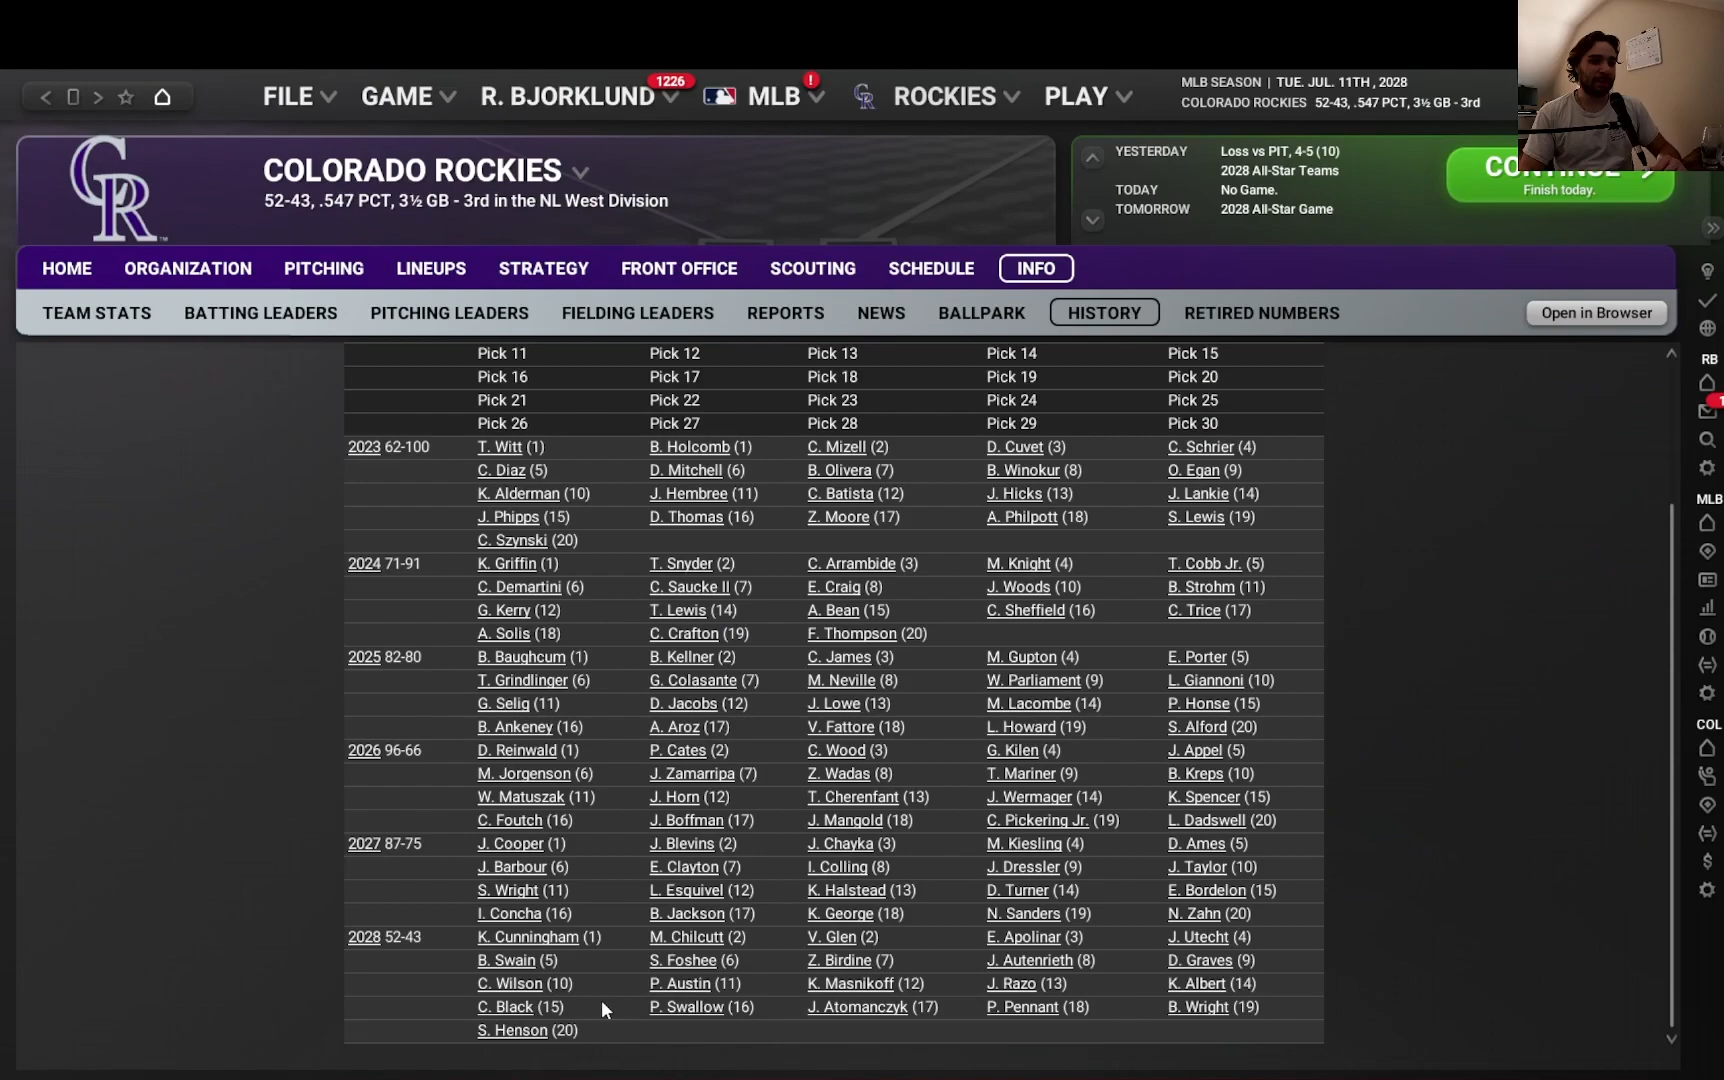 FILE GAME R. BJORKLUND 1226 MLB ! ROCKIES PLAY
MLB SEASON | TUE. JUL. 11TH , 2028
COLORADO ROCKIES 52-43, .547 PCT, 3½ GB - 3rd
CR
COLORADO ROCKIES
52-43, .547 PCT, 3½ GB - 3rd in the NL West Division
YESTERDAY Loss vs PIT, 4-5 (10)
2028 All-Star Teams
TODAY No Game.
TOMORROW 2028 All-Star Game
CONTINUE
Finish today.
HOME ORGANIZATION PITCHING LINEUPS STRATEGY FRONT OFFICE SCOUTING SCHEDULE INFO
TEAM STATS BATTING LEADERS PITCHING LEADERS FIELDING LEADERS REPORTS NEWS BALLPARK HISTORY RETIRED NUMBERS Open in Browser
Pick 11 Pick 12 Pick 13 Pick 14 Pick 15
Pick 16 Pick 17 Pick 18 Pick 19 Pick 20
Pick 21 Pick 22 Pick 23 Pick 24 Pick 25
Pick 26 Pick 27 Pick 28 Pick 29 Pick 30
2023 62-100 T. Witt (1) B. Holcomb (1) C. Mizell (2) D. Cuvet (3) C. Schrier (4)
C. Diaz (5) D. Mitchell (6) B. Olivera (7) B. Winokur (8) O. Egan (9)
K. Alderman (10) J. Hembree (11) C. Batista (12) J. Hicks (13) J. Lankie (14)
J. Phipps (15) D. Thomas (16) Z. Moore (17) A. Philpott (18) S. Lewis (19)
C. Szynski (20)
2024 71-91 K. Griffin (1) T. Snyder (2) C. Arrambide (3) M. Knight (4) T. Cobb Jr. (5)
C. Demartini (6) C. Saucke II (7) E. Craig (8) J. Woods (10) B. Strohm (11)
G. Kerry (12) T. Lewis (14) A. Bean (15) C. Sheffield (16) C. Trice (17)
A. Solis (18) C. Crafton (19) F. Thompson (20)
2025 82-80 B. Baughcum (1) B. Kellner (2) C. James (3) M. Gupton (4) E. Porter (5)
T. Grindlinger (6) G. Colasante (7) M. Neville (8) W. Parliament (9) L. Giannoni (10)
G. Selig (11) D. Jacobs (12) J. Lowe (13) M. Lacombe (14) P. Honse (15)
B. Ankeney (16) A. Aroz (17) V. Fattore (18) L. Howard (19) S. Alford (20)
2026 96-66 D. Reinwald (1) P. Cates (2) C. Wood (3) G. Kilen (4) J. Appel (5)
M. Jorgenson (6) J. Zamarripa (7) Z. Wadas (8) T. Mariner (9) B. Kreps (10)
W. Matuszak (11) J. Horn (12) T. Cherenfant (13) J. Wermager (14) K. Spencer (15)
C. Foutch (16) J. Boffman (17) J. Mangold (18) C. Pickering Jr. (19) L. Dadswell (20)
2027 87-75 J. Cooper (1) J. Blevins (2) J. Chayka (3) M. Kiesling (4) D. Ames (5)
J. Barbour (6) E. Clayton (7) I. Colling (8) J. Dressler (9) J. Taylor (10)
S. Wright (11) L. Esquivel (12) K. Halstead (13) D. Turner (14) E. Bordelon (15)
I. Concha (16) B. Jackson (17) K. George (18) N. Sanders (19) N. Zahn (20)
2028 52-43 K. Cunningham (1) M. Chilcutt (2) V. Glen (2) E. Apolinar (3) J. Utecht (4)
B. Swain (5) S. Foshee (6) Z. Birdine (7) J. Autenrieth (8) D. Graves (9)
C. Wilson (10) P. Austin (11) K. Masnikoff (12) J. Razo (13) K. Albert (14)
C. Black (15) P. Swallow (16) J. Atomanczyk (17) P. Pennant (18) B. Wright (19)
S. Henson (20)
RB
1
MLB
COL
$